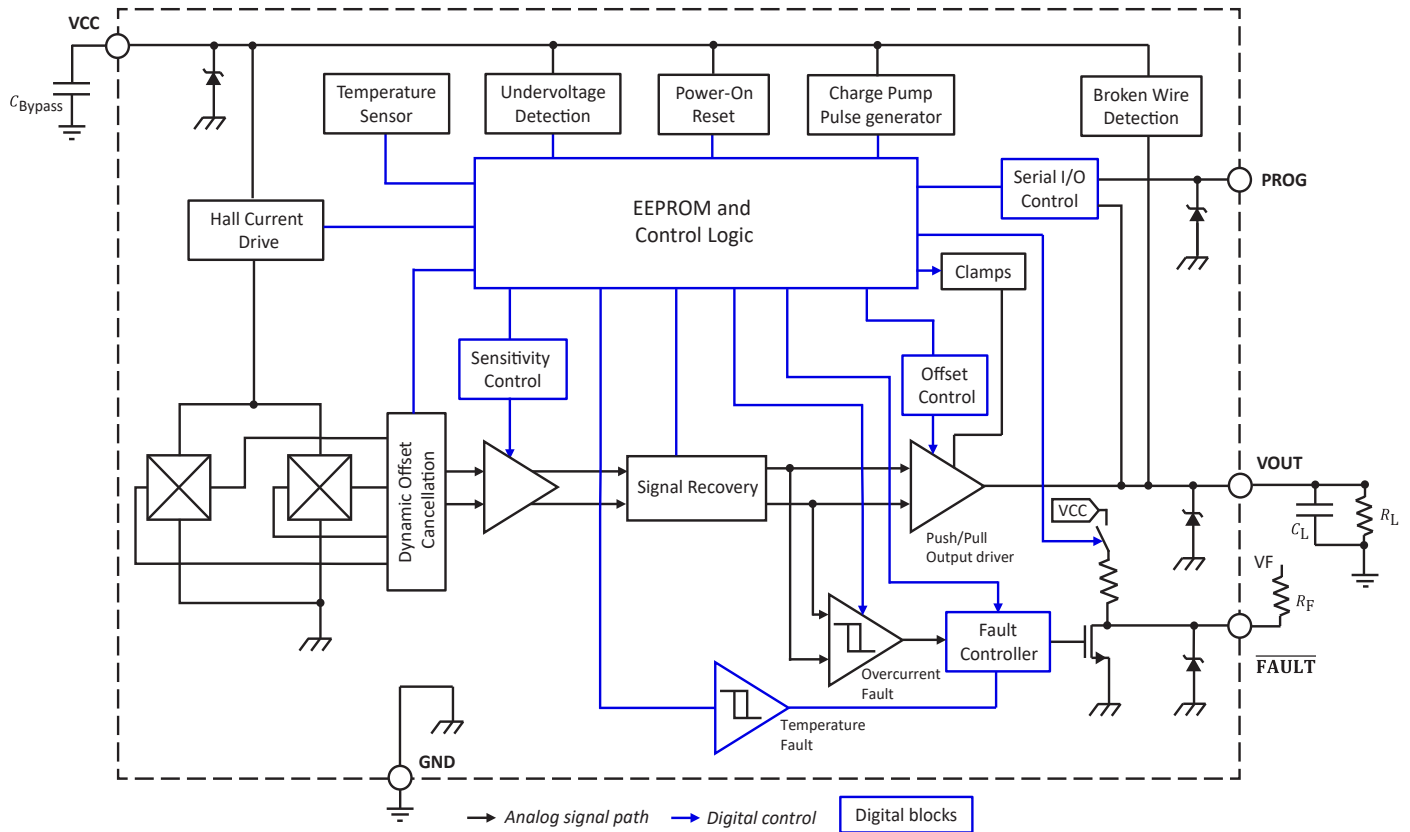 VCC
C_Bypass
Temperature
Sensor
Undervoltage
Detection
Power-On
Reset
Charge Pump
Pulse generator
Broken Wire
Detection
Hall Current
Drive
EEPROM and
Control Logic
Serial I/O
Control
PROG
Clamps
Sensitivity
Control
Offset
Control
Dynamic Offset
Cancellation
Signal Recovery
Push/Pull
Output driver
VCC
VOUT
C_L
R_L
VF
R_F
Fault
Controller
FAULT
Overcurrent
Fault
Temperature
Fault
GND
Analog signal path
Digital control
Digital blocks